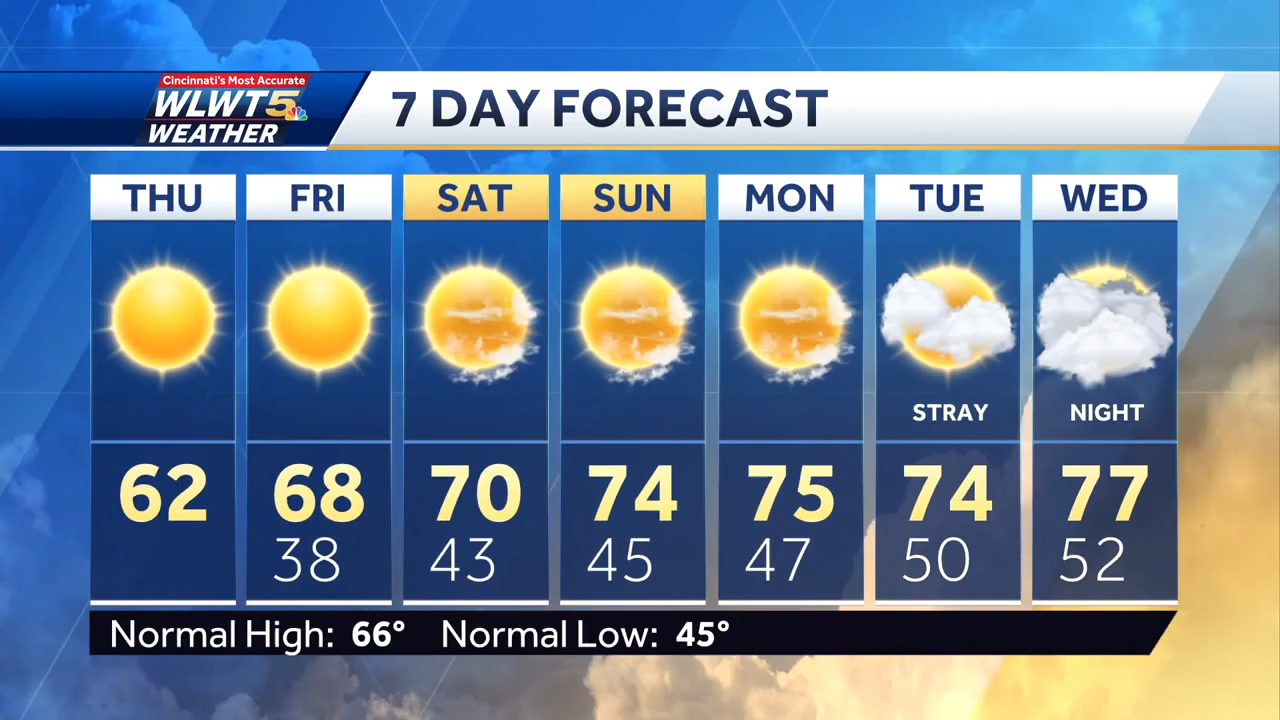 Cincinnati's Most Accurate
WLWT5
WEATHER
7 DAY FORECAST
THU FRI SAT SUN MON TUE WED
STRAY NIGHT
62 68 70 74 75 74 77
38 43 45 47 50 52
Normal High: 66° Normal Low: 45°